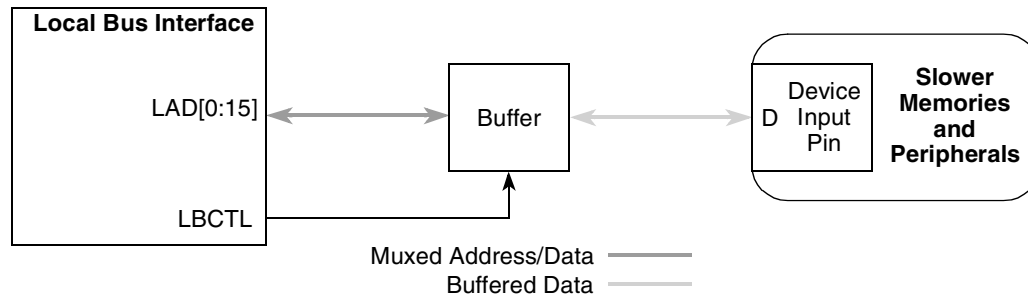 Local Bus Interface
LAD[0:15]
LBCTL
Buffer
D
Device
Input
Pin
Slower
Memories
and
Peripherals
Muxed Address/Data
Buffered Data